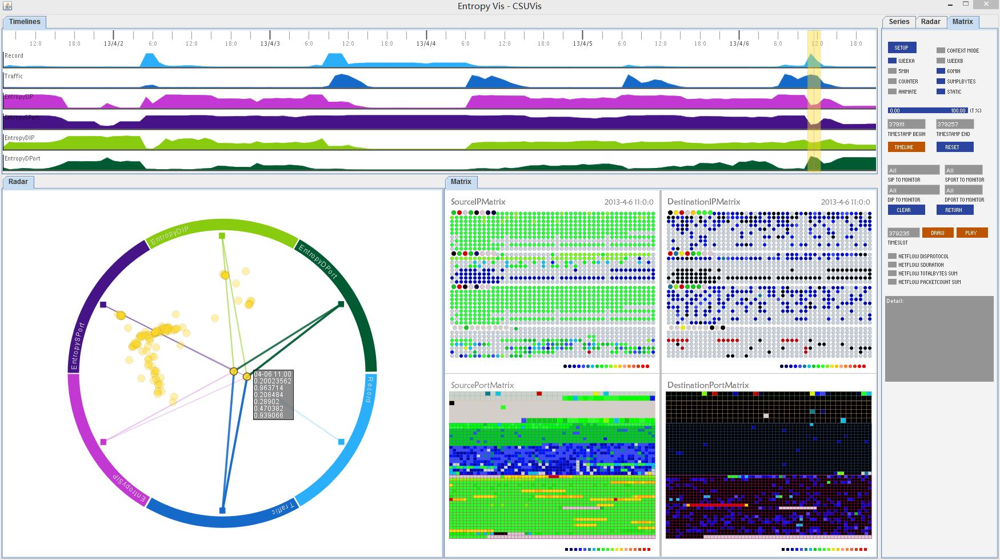 Entropy Vis - CSUVis
Timelines
12:0 18:0 13/4/2 6:0 12:0 18:0 13/4/3 6:0 12:0 18:0 13/4/4 6:0 12:0 18:0 13/4/5 6:0 12:0 18:0 13/4/6 6:0 12:0 18:0
Record
Traffic
EntropySIP
EntropySPort
EntropyDIP
EntropyDPort
Radar
EntropyDIP
EntropyDPort
EntropySPort
Record
EntropySIP
Traffic
04-06 11:00
0.20023562
0.963714
0.208484
0.28902
0.470382
0.939066
Matrix
SourceIPMatrix 2013-4-6 11:0:0
DestinationIPMatrix 2013-4-6 11:0:0
SourcePortMatrix
DestinationPortMatrix
Series Radar Matrix
SETUP CONTEXT MODE
WEEKA WEEKB
5MIN 60MIN
COUNTER SUMPLBYTES
ANIMATE STATIC
0.00 100.00 (T %)
379111 379257
TIMESTAMP BEGIN TIMESTAMP END
TIMELINE RESET
All All
SIP TO MONITOR SPORT TO MONITOR
All All
DIP TO MONITOR DPORT TO MONITOR
CLEAR RETURN
379235 DRAW PLAY
TIMESLOT
NETFLOW DISPROTOCOL
NETFLOW SDURATION
NETFLOW TOTALBYTES SUM
NETFLOW PACKETCOUNT SUM
Detail: